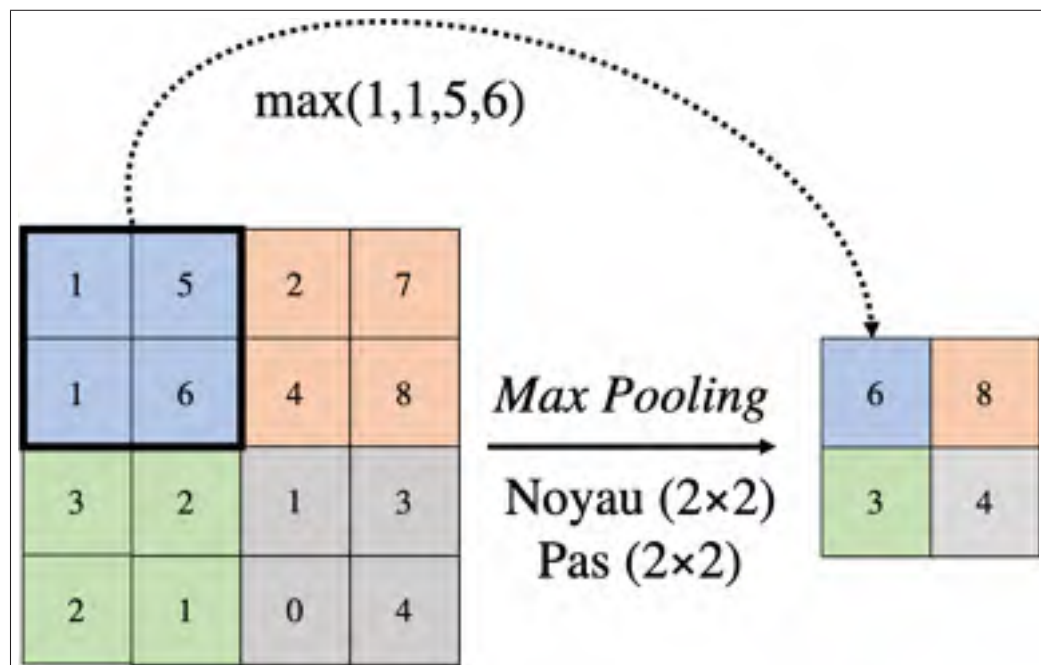 max(1,1,5,6)
1 5 2 7
1 6 4 8
3 2 1 3
2 1 0 4
Max Pooling
Noyau (2×2)
Pas (2×2)
6 8
3 4